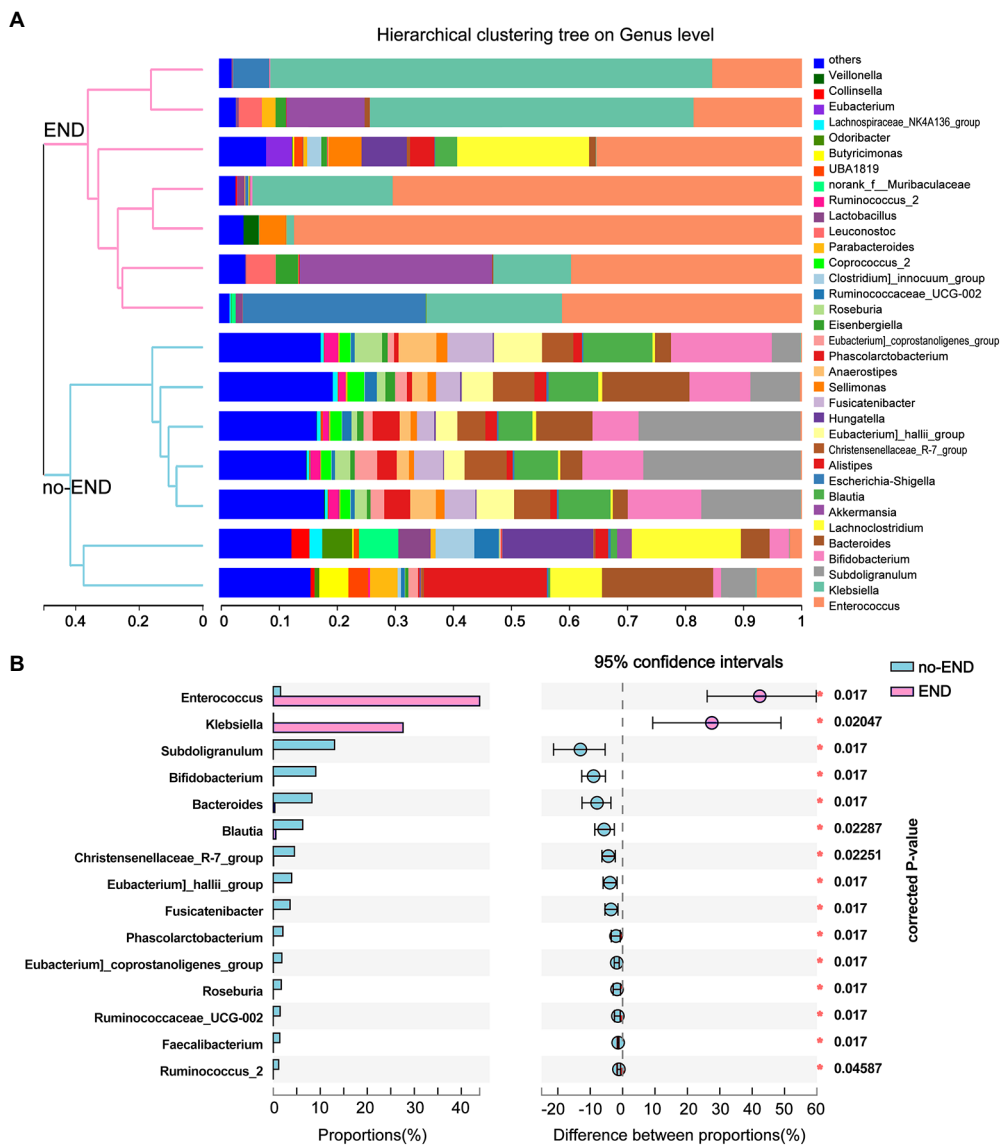 A
Hierarchical clustering tree on Genus level
END
no-END
others
Veillonella
Collinsella
Eubacterium
Lachnospiraceae_NK4A136_group
Odoribacter
Butyricimonas
UBA1819
norank_f__Muribaculaceae
Ruminococcus_2
Lactobacillus
Leuconostoc
Parabacteroides
Coprococcus_2
Clostridium]_innocuum_group
Ruminococcaceae_UCG-002
Roseburia
Eisenbergiella
Eubacterium]_coprostanoligenes_group
Phascolarctobacterium
Anaerostipes
Sellimonas
Fusicatenibacter
Hungatella
Eubacterium]_hallii_group
Christensenellaceae_R-7_group
Alistipes
Escherichia-Shigella
Blautia
Akkermansia
Lachnoclostridium
Bacteroides
Bifidobacterium
Subdoligranulum
Klebsiella
Enterococcus
0.4 0.2 0
0 0.1 0.2 0.3 0.4 0.5 0.6 0.7 0.8 0.9 1
B
95% confidence intervals
no-END
END
Enterococcus * 0.017
Klebsiella * 0.02047
Subdoligranulum * 0.017
Bifidobacterium * 0.017
Bacteroides * 0.017
Blautia * 0.02287
Christensenellaceae_R-7_group * 0.02251
Eubacterium]_hallii_group * 0.017
Fusicatenibacter * 0.017
Phascolarctobacterium * 0.017
Eubacterium]_coprostanoligenes_group * 0.017
Roseburia * 0.017
Ruminococcaceae_UCG-002 * 0.017
Faecalibacterium * 0.017
Ruminococcus_2 * 0.04587
corrected P-value
0 10 20 30 40
-20 -10 0 10 20 30 40 50 60
Proportions(%)
Difference between proportions(%)